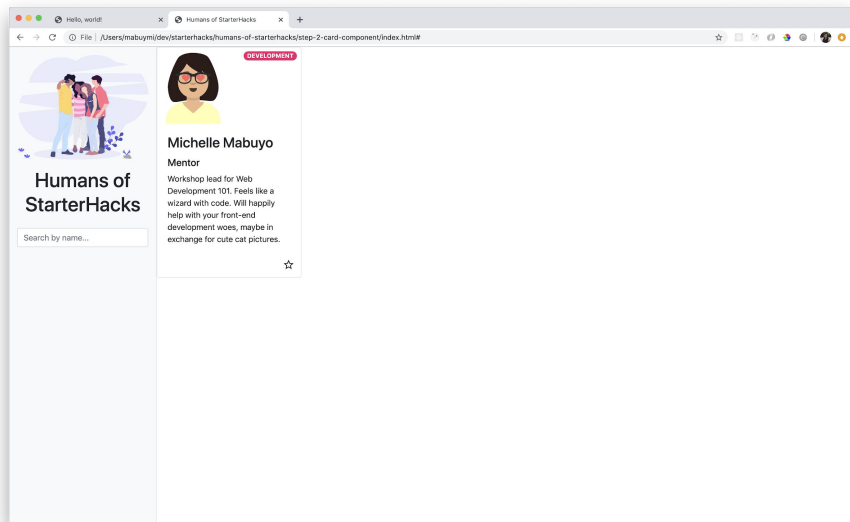 Hello, world!
Humans of StarterHacks
File | /Users/mabuymi/dev/starterhacks/humans-of-starterhacks/step-2-card-component/index.html#
Humans of
StarterHacks
Search by name...
DEVELOPMENT
Michelle Mabuyo
Mentor
Workshop lead for Web
Development 101. Feels like a
wizard with code. Will happily
help with your front-end
development woes, maybe in
exchange for cute cat pictures.